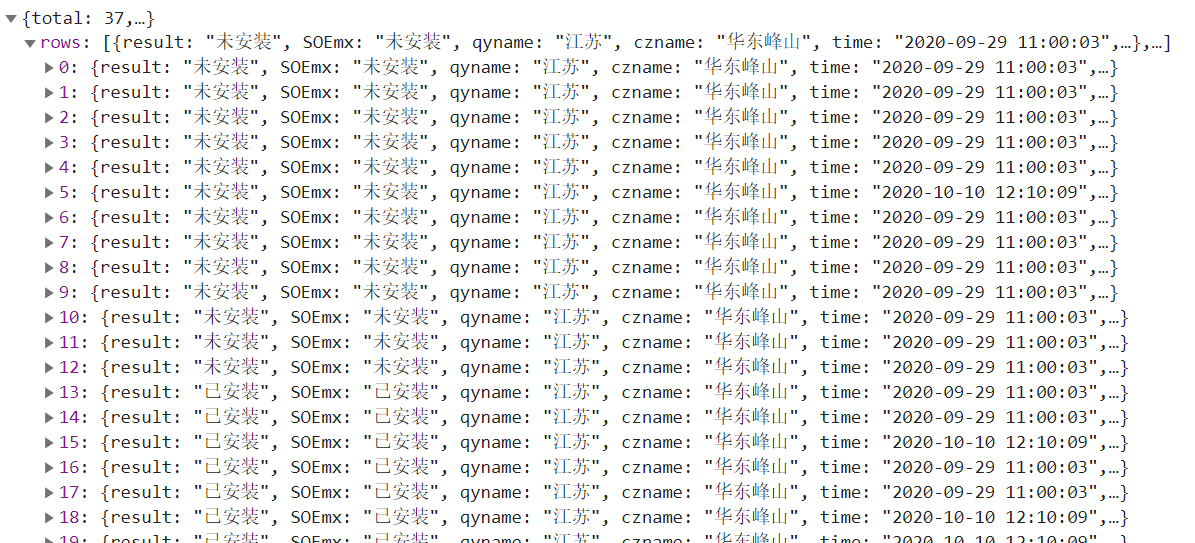 ▼{total: 37,…}
▼rows: [{result: "未安装", SOEmx: "未安装", qyname: "江苏", czname: "华东峰山", time: "2020-09-29 11:00:03",…},…]
▶0: {result: "未安装", SOEmx: "未安装", qyname: "江苏", czname: "华东峰山", time: "2020-09-29 11:00:03",…}
▶1: {result: "未安装", SOEmx: "未安装", qyname: "江苏", czname: "华东峰山", time: "2020-09-29 11:00:03",…}
▶2: {result: "未安装", SOEmx: "未安装", qyname: "江苏", czname: "华东峰山", time: "2020-09-29 11:00:03",…}
▶3: {result: "未安装", SOEmx: "未安装", qyname: "江苏", czname: "华东峰山", time: "2020-09-29 11:00:03",…}
▶4: {result: "未安装", SOEmx: "未安装", qyname: "江苏", czname: "华东峰山", time: "2020-09-29 11:00:03",…}
▶5: {result: "未安装", SOEmx: "未安装", qyname: "江苏", czname: "华东峰山", time: "2020-10-10 12:10:09",…}
▶6: {result: "未安装", SOEmx: "未安装", qyname: "江苏", czname: "华东峰山", time: "2020-09-29 11:00:03",…}
▶7: {result: "未安装", SOEmx: "未安装", qyname: "江苏", czname: "华东峰山", time: "2020-09-29 11:00:03",…}
▶8: {result: "未安装", SOEmx: "未安装", qyname: "江苏", czname: "华东峰山", time: "2020-09-29 11:00:03",…}
▶9: {result: "未安装", SOEmx: "未安装", qyname: "江苏", czname: "华东峰山", time: "2020-09-29 11:00:03",…}
▶10: {result: "未安装", SOEmx: "未安装", qyname: "江苏", czname: "华东峰山", time: "2020-09-29 11:00:03",…}
▶11: {result: "未安装", SOEmx: "未安装", qyname: "江苏", czname: "华东峰山", time: "2020-09-29 11:00:03",…}
▶12: {result: "未安装", SOEmx: "未安装", qyname: "江苏", czname: "华东峰山", time: "2020-09-29 11:00:03",…}
▶13: {result: "已安装", SOEmx: "已安装", qyname: "江苏", czname: "华东峰山", time: "2020-09-29 11:00:03",…}
▶14: {result: "已安装", SOEmx: "已安装", qyname: "江苏", czname: "华东峰山", time: "2020-09-29 11:00:03",…}
▶15: {result: "已安装", SOEmx: "已安装", qyname: "江苏", czname: "华东峰山", time: "2020-10-10 12:10:09",…}
▶16: {result: "已安装", SOEmx: "已安装", qyname: "江苏", czname: "华东峰山", time: "2020-09-29 11:00:03",…}
▶17: {result: "已安装", SOEmx: "已安装", qyname: "江苏", czname: "华东峰山", time: "2020-09-29 11:00:03",…}
▶18: {result: "已安装", SOEmx: "已安装", qyname: "江苏", czname: "华东峰山", time: "2020-10-10 12:10:09",…}
▶19: {result: "已安装", SOEmx: "已安装", qyname: "江苏", czname: "华东峰山", time: "2020-10-10 12:10:09",…}